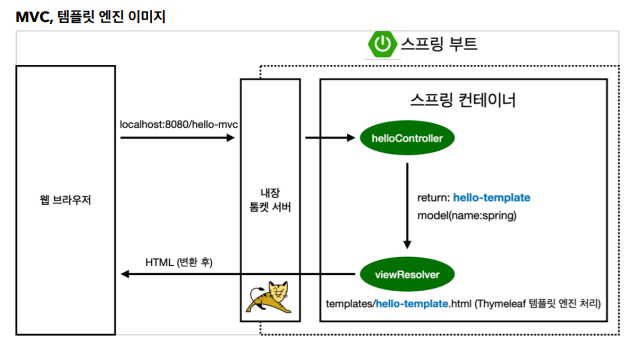 MVC, 템플릿 엔진 이미지
스프링 부트
스프링 컨테이너
localhost:8080/hello-mvc
helloController
웹 브라우저
내장
톰켓 서버
return: hello-template
model(name:spring)
HTML (변환 후)
viewResolver
templates/hello-template.html (Thymeleaf 템플릿 엔진 처리)